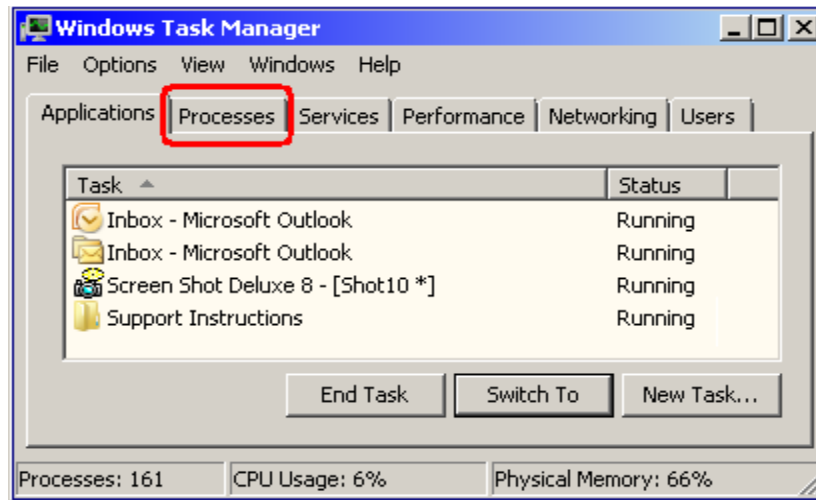 Windows Task Manager
File Options View Windows Help
Applications Processes Services Performance Networking Users
Task Status
Inbox - Microsoft Outlook Running
Inbox - Microsoft Outlook Running
Screen Shot Deluxe 8 - [Shot10 *] Running
Support Instructions Running
End Task Switch To New Task...
Processes: 161 CPU Usage: 6% Physical Memory: 66%